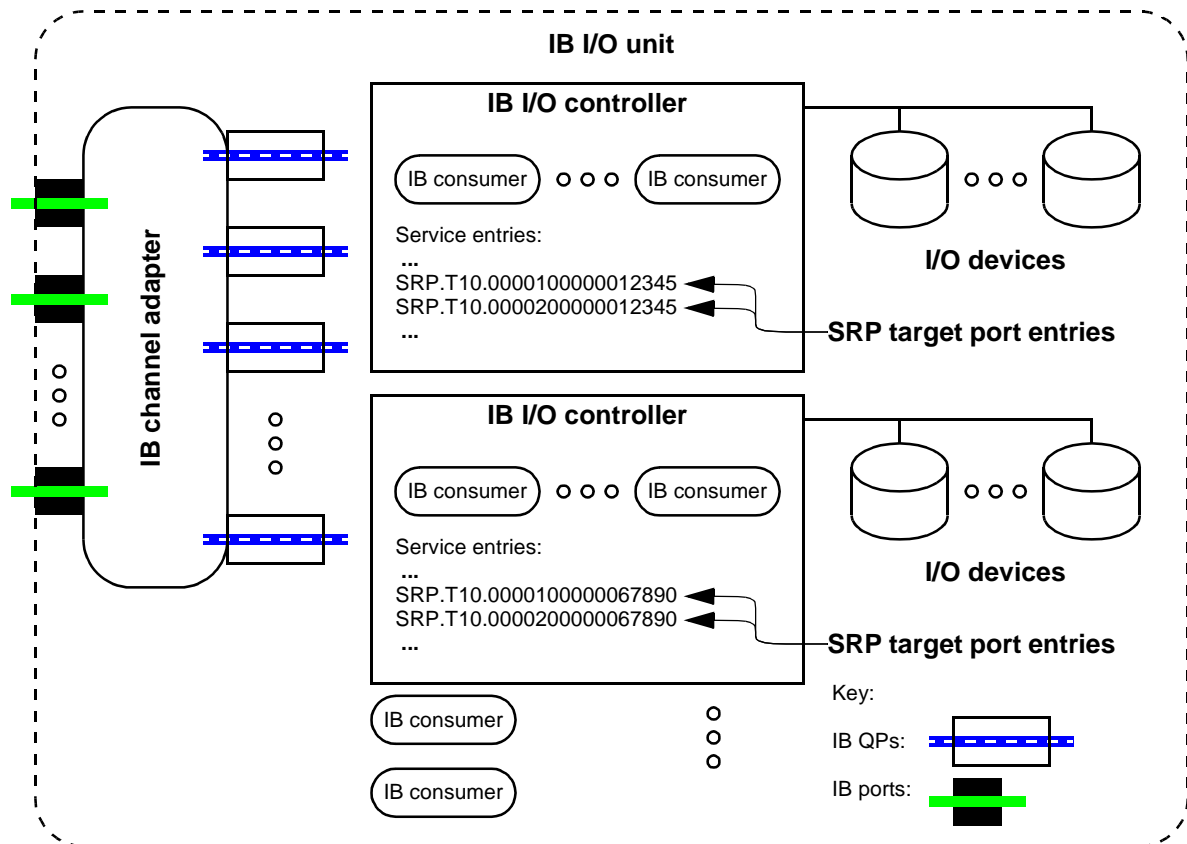 IB I/O unit
IB channel adapter
IB I/O controller
IB consumer
IB consumer
Service entries:
...
SRP.T10.0000100000012345
SRP.T10.0000200000012345
...
I/O devices
SRP target port entries
IB I/O controller
IB consumer
IB consumer
Service entries:
...
SRP.T10.0000100000067890
SRP.T10.0000200000067890
...
I/O devices
SRP target port entries
IB consumer
IB consumer
Key:
IB QPs:
IB ports: